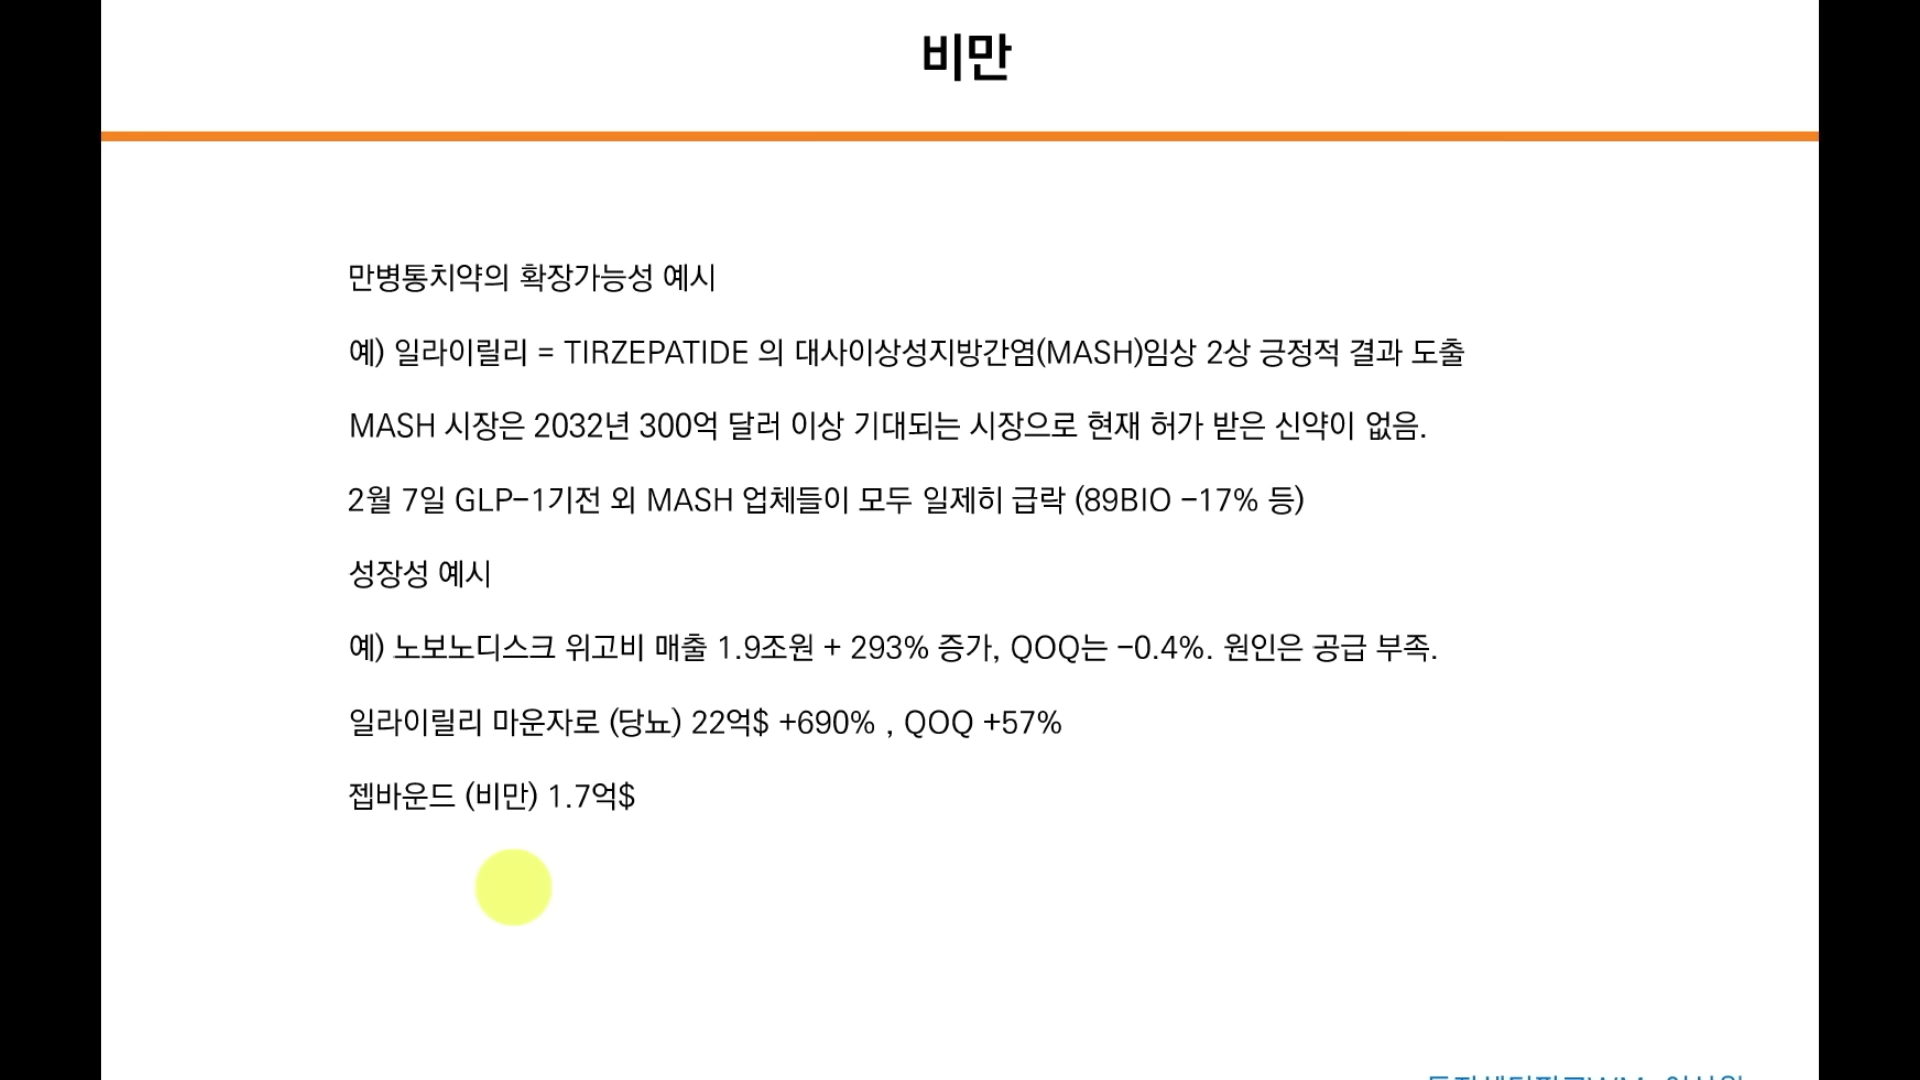 비만
만병통치약의 확장가능성 예시
예) 일라이릴리 = TIRZEPATIDE 의 대사이상성지방간염(MASH)임상 2상 긍정적 결과 도출
MASH 시장은 2032년 300억 달러 이상 기대되는 시장으로 현재 허가 받은 신약이 없음.
2월 7일 GLP-1기전 외 MASH 업체들이 모두 일제히 급락 (89BIO -17% 등)
성장성 예시
예) 노보노디스크 위고비 매출 1.9조원 + 293% 증가, QOQ는 -0.4%. 원인은 공급 부족.
일라이릴리 마운자로 (당뇨) 22억$ +690% , QOQ +57%
젭바운드 (비만) 1.7억$